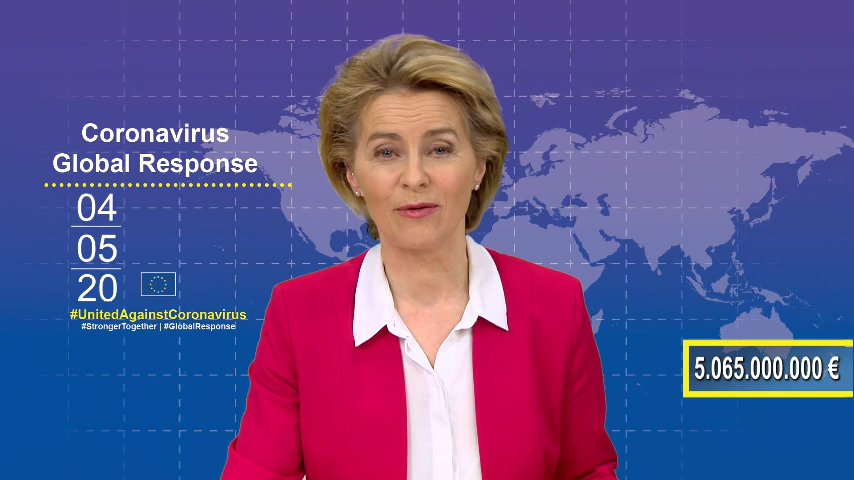 Coronavirus
Global Response
04
05
20
#UnitedAgainstCoronavirus
#StrongerTogether | #GlobalResponse
5.065.000.000 €